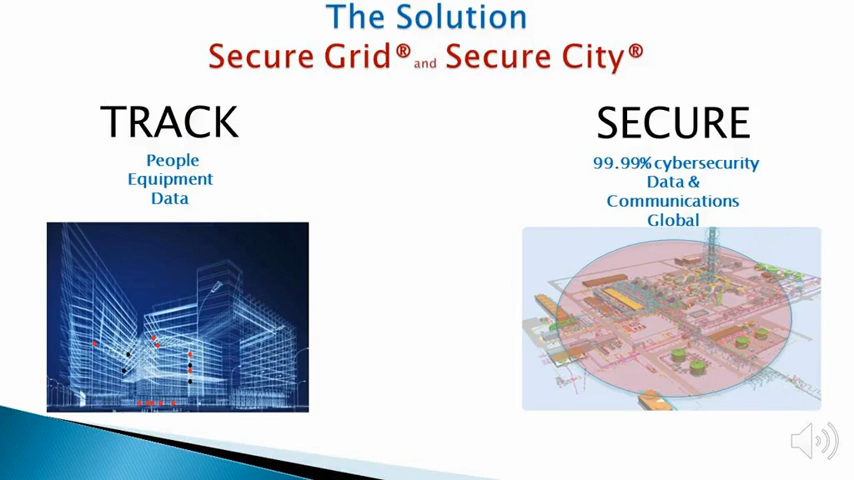 The Solution
Secure Grid® and Secure City®
TRACK
People
Equipment
Data
SECURE
99.99% cybersecurity
Data &
Communications
Global